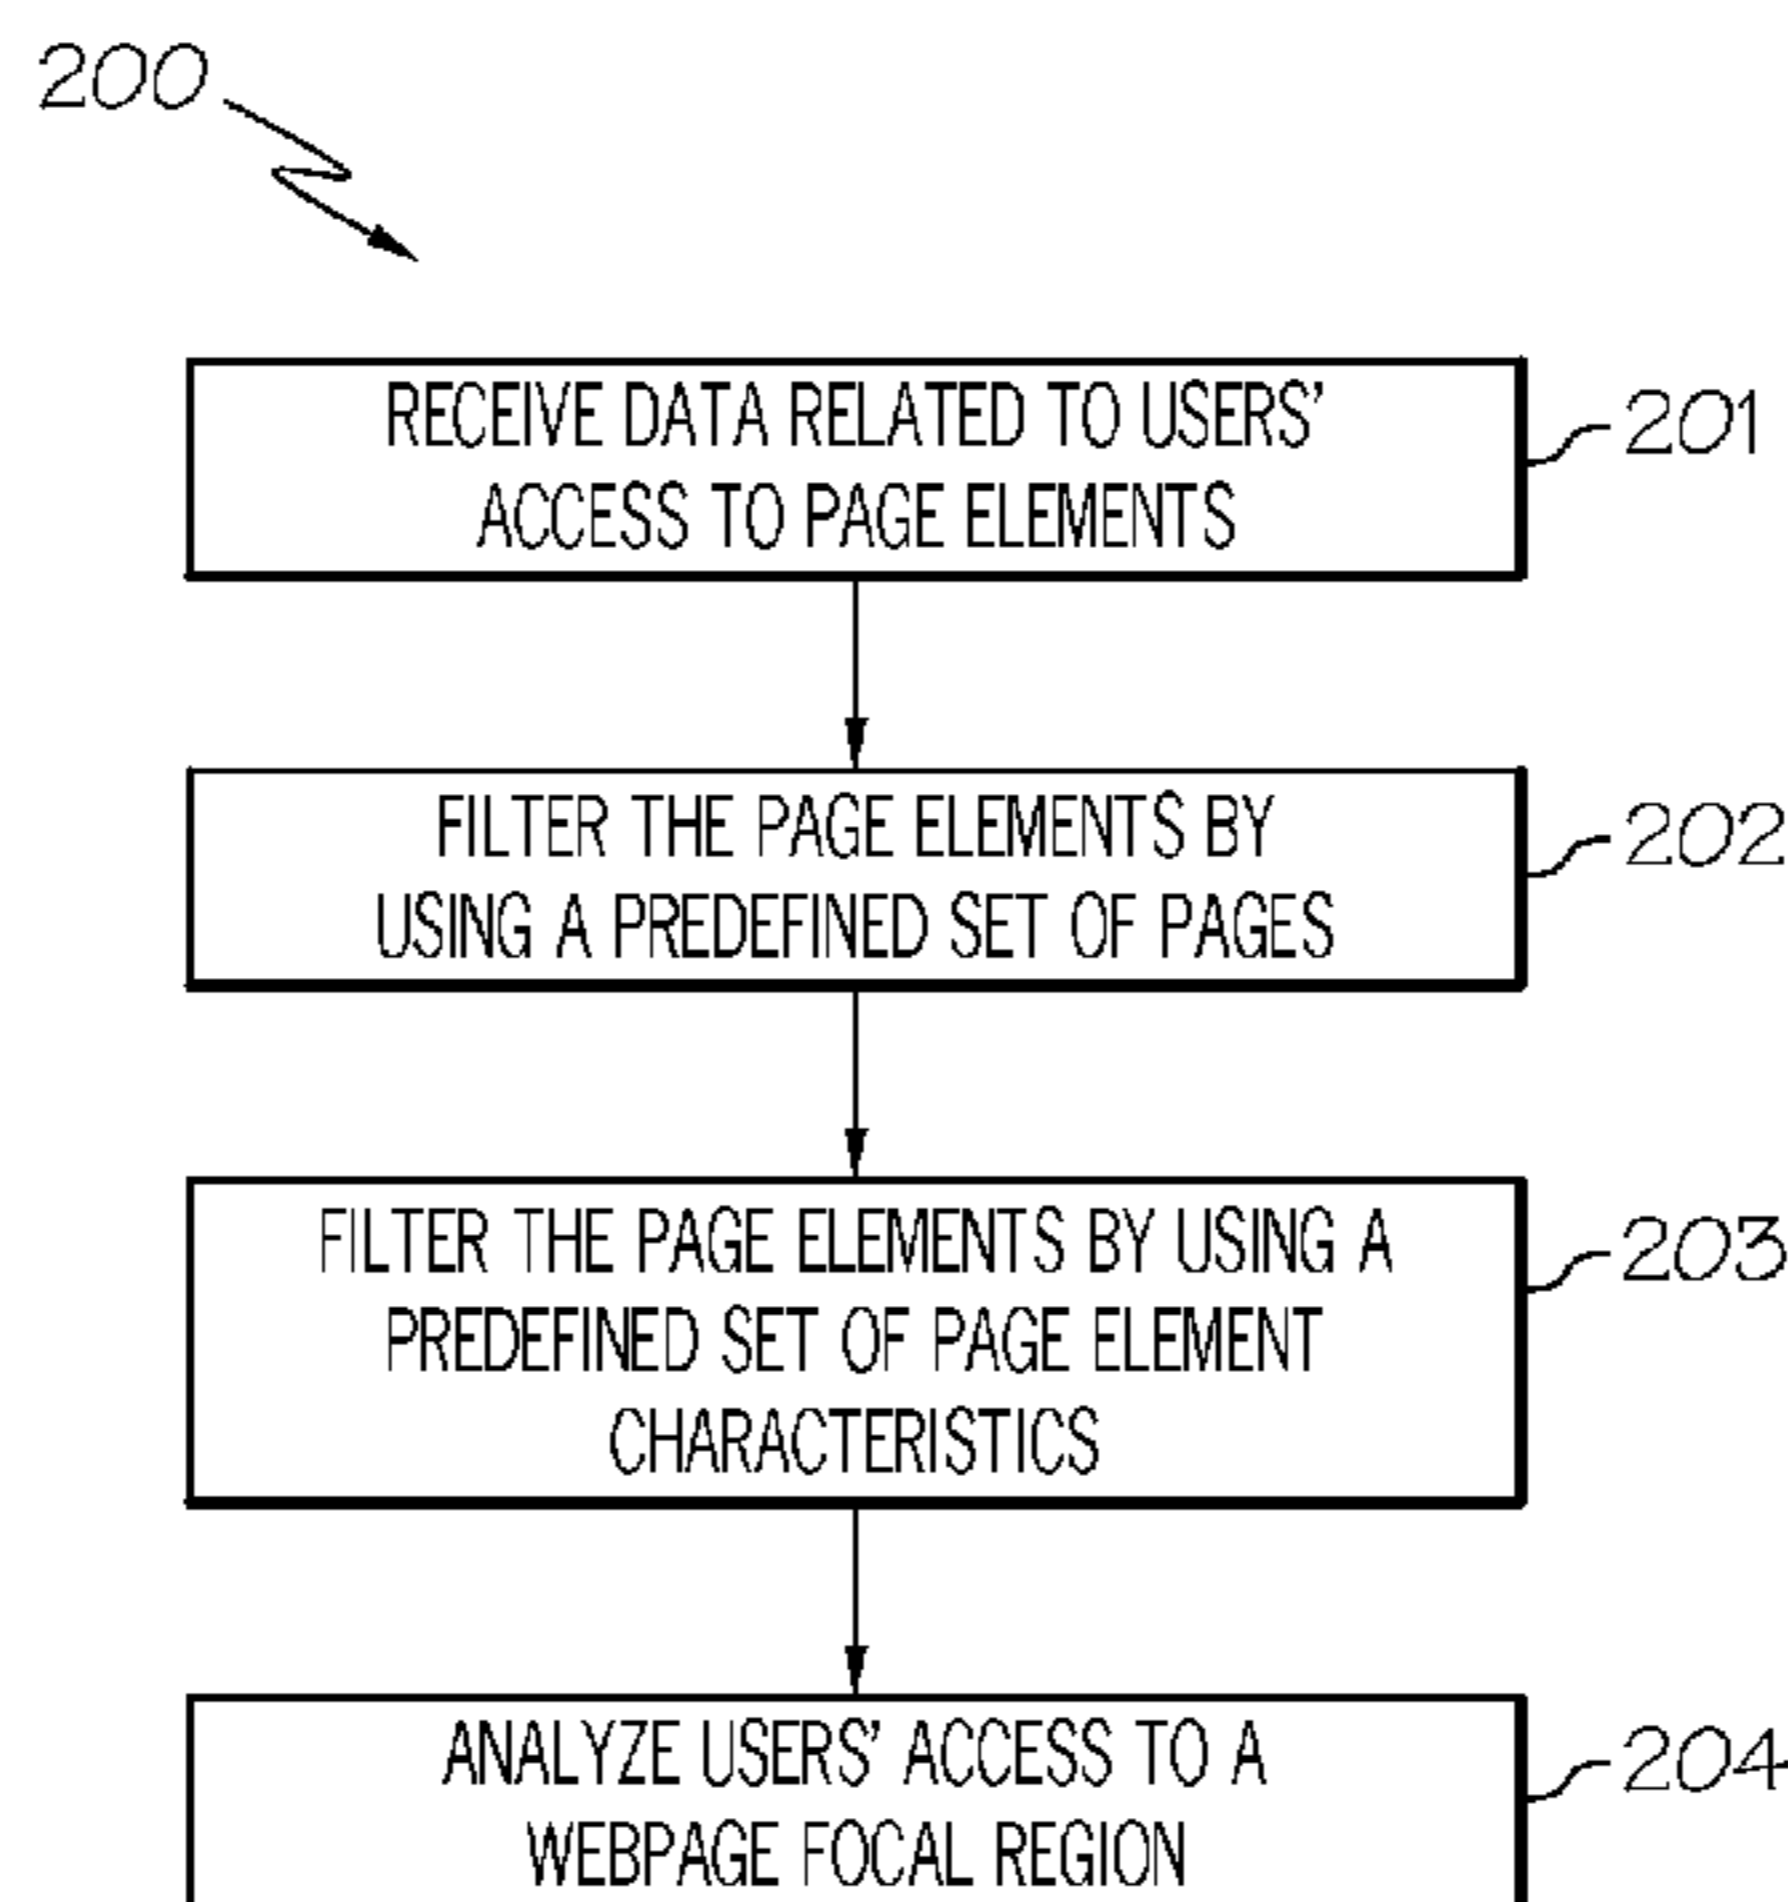 200
RECEIVE DATA RELATED TO USERS'
ACCESS TO PAGE ELEMENTS
201
FILTER THE PAGE ELEMENTS BY
USING A PREDEFINED SET OF PAGES
202
FILTER THE PAGE ELEMENTS BY USING A
PREDEFINED SET OF PAGE ELEMENT
CHARACTERISTICS
203
ANALYZE USERS' ACCESS TO A
WEBPAGE FOCAL REGION
204